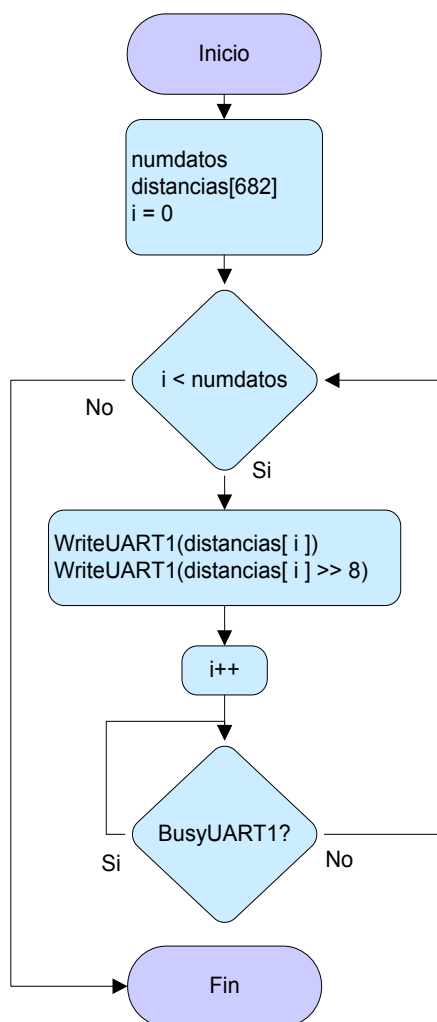 Inicio
numdatos
distancias[682]
i = 0
i < numdatos
No
Si
WriteUART1(distancias[ i ])
WriteUART1(distancias[ i ] >> 8)
i++
BusyUART1?
Si
No
Fin